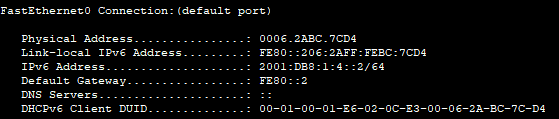 FastEthernet0 Connection:(default port)
Physical Address................: 0006.2ABC.7CD4
Link-local IPv6 Address.........: FE80::206:2AFF:FEBC:7CD4
IPv6 Address....................: 2001:DB8:1:4::2/64
Default Gateway.................: FE80::2
DNS Servers.....................: ::
DHCPv6 Client DUID..............: 00-01-00-01-E6-02-0C-E3-00-06-2A-BC-7C-D4